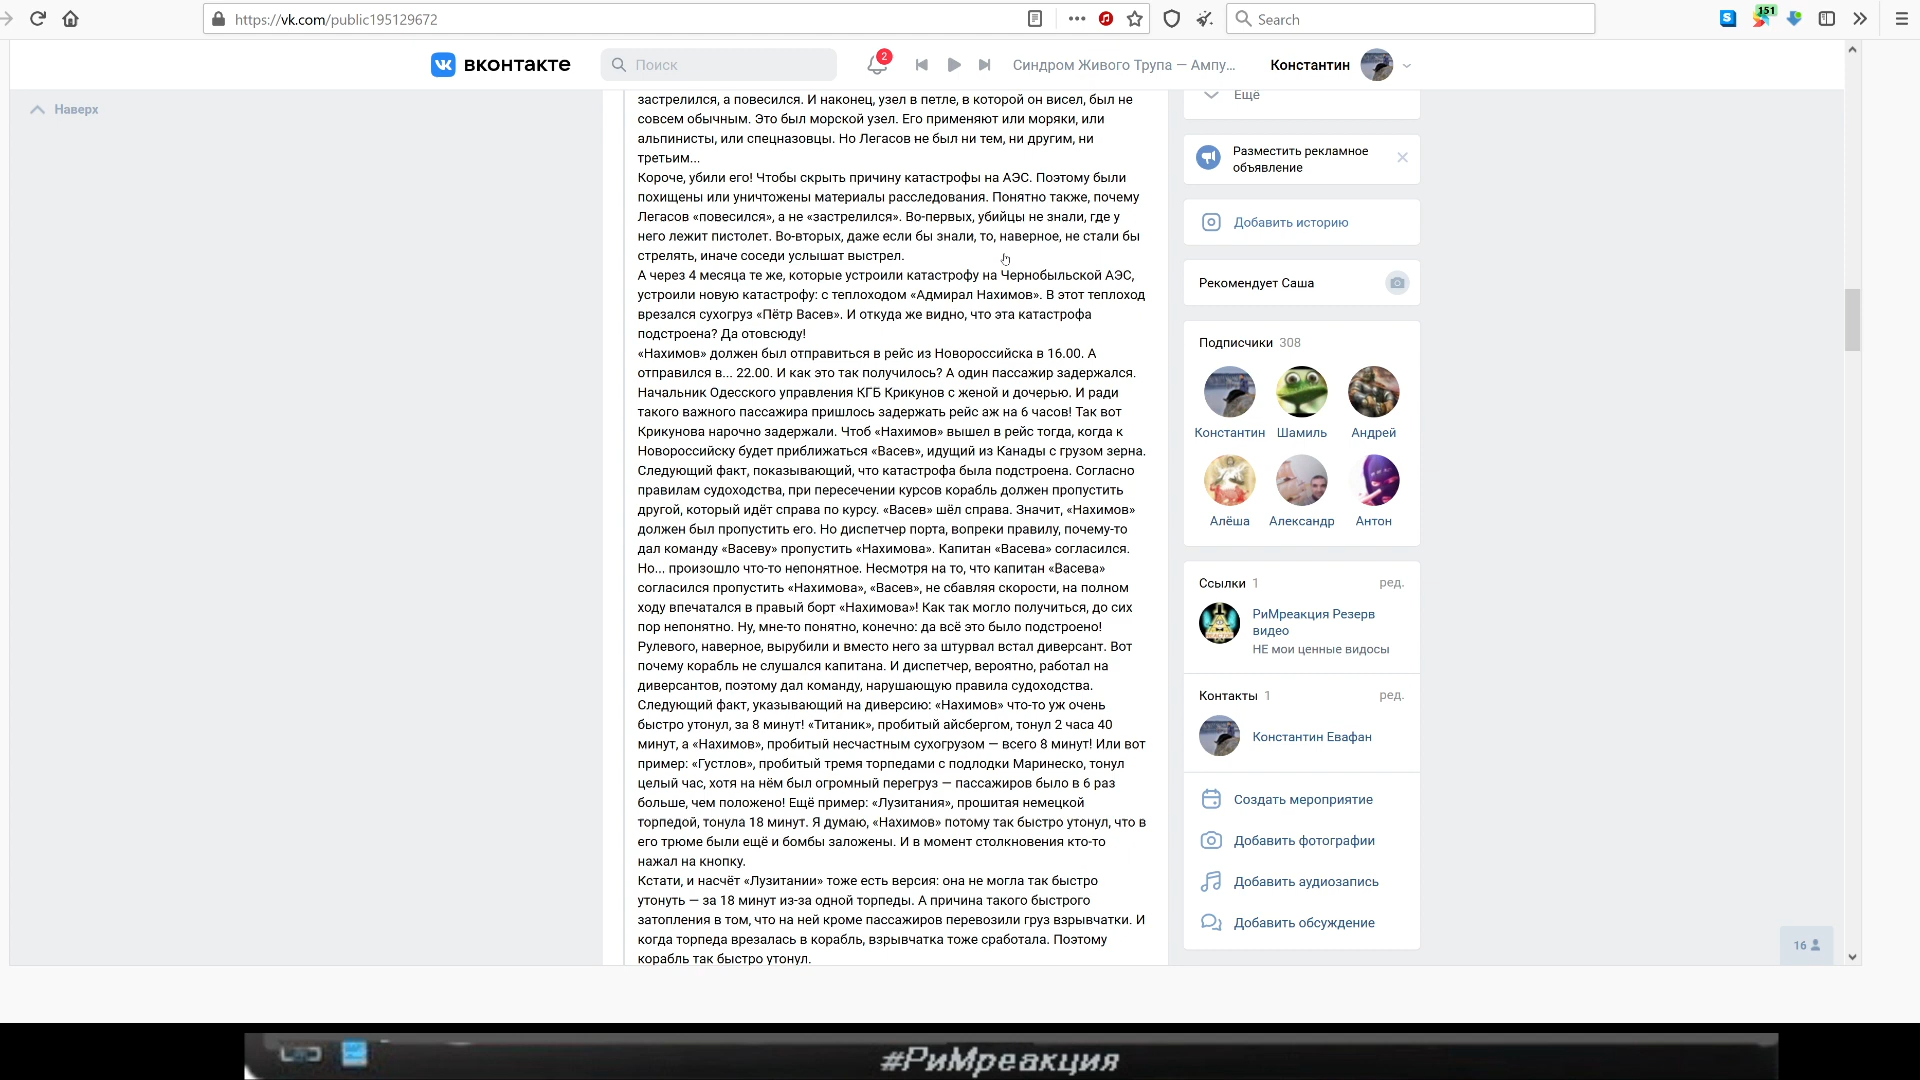 https://vk.com/public195129672
Search
151
вконтакте
Поиск
2
Синдром Живого Трупа — Ампу...
Константин
Наверх
застрелился, а повесился. И наконец, узел в петле, в которой он висел, был не
совсем обычным. Это был морской узел. Его применяют или моряки, или
альпинисты, или спецназовцы. Но Легасов не был ни тем, ни другим, ни
третьим...
Короче, убили его! Чтобы скрыть причину катастрофы на АЭС. Поэтому были
похищены или уничтожены материалы расследования. Понятно также, почему
Легасов «повесился», а не «застрелился». Во-первых, убийцы не знали, где у
него лежит пистолет. Во-вторых, даже если бы знали, то, наверное, не стали бы
стрелять, иначе соседи услышат выстрел.
А через 4 месяца те же, которые устроили катастрофу на Чернобыльской АЭС,
устроили новую катастрофу: с теплоходом «Адмирал Нахимов». В этот теплоход
врезался сухогруз «Пётр Васев». И откуда же видно, что эта катастрофа
подстроена? Да отовсюду!
«Нахимов» должен был отправиться в рейс из Новороссийска в 16.00. А
отправился в... 22.00. И как это так получилось? А один пассажир задержался.
Начальник Одесского управления КГБ Крикунов с женой и дочерью. И ради
такого важного пассажира пришлось задержать рейс аж на 6 часов! Так вот
Крикунова нарочно задержали. Чтоб «Нахимов» вышел в рейс тогда, когда к
Новороссийску будет приближаться «Васев», идущий из Канады с грузом зерна.
Следующий факт, показывающий, что катастрофа была подстроена. Согласно
правилам судоходства, при пересечении курсов корабль должен пропустить
другой, который идёт справа по курсу. «Васев» шёл справа. Значит, «Нахимов»
должен был пропустить его. Но диспетчер порта, вопреки правилу, почему-то
дал команду «Васеву» пропустить «Нахимова». Капитан «Васева» согласился.
Но... произошло что-то непонятное. Несмотря на то, что капитан «Васева»
согласился пропустить «Нахимова», «Васев», не сбавляя скорости, на полном
ходу впечатался в правый борт «Нахимова»! Как так могло получиться, до сих
пор непонятно. Ну, мне-то понятно, конечно: да всё это было подстроено!
Рулевого, наверное, вырубили и вместо него за штурвал встал диверсант. Вот
почему корабль не слушался капитана. И диспетчер, вероятно, работал на
диверсантов, поэтому дал команду, нарушающую правила судоходства.
Следующий факт, указывающий на диверсию: «Нахимов» что-то уж очень
быстро утонул, за 8 минут! «Титаник», пробитый айсбергом, тонул 2 часа 40
минут, а «Нахимов», пробитый несчастным сухогрузом — всего 8 минут! Или вот
пример: «Густлов», пробитый тремя торпедами с подлодки Маринеско, тонул
целый час, хотя на нём был огромный перегруз — пассажиров было в 6 раз
больше, чем положено! Ещё пример: «Лузитания», прошитая немецкой
торпедой, тонула 18 минут. Я думаю, «Нахимов» потому так быстро утонул, что в
его трюме были ещё и бомбы заложены. И в момент столкновения кто-то
нажал на кнопку.
Кстати, и насчёт «Лузитании» тоже есть версия: она не могла так быстро
утонуть — за 18 минут из-за одной торпеды. А причина такого быстрого
затопления в том, что на ней кроме пассажиров перевозили груз взрывчатки. И
когда торпеда врезалась в корабль, взрывчатка тоже сработала. Поэтому
корабль так быстро утонул.
Ещё
Разместить рекламное
объявление
Добавить историю
Рекомендует Саша
Подписчики 308
Константин Шамиль Андрей
Алёша Александр Антон
Ссылки 1 ред.
РиМреакция Резерв
видео
НЕ мои ценные видосы
Контакты 1 ред.
Константин Евафан
Создать мероприятие
Добавить фотографии
Добавить аудиозапись
Добавить обсуждение
16
#РиМреакция